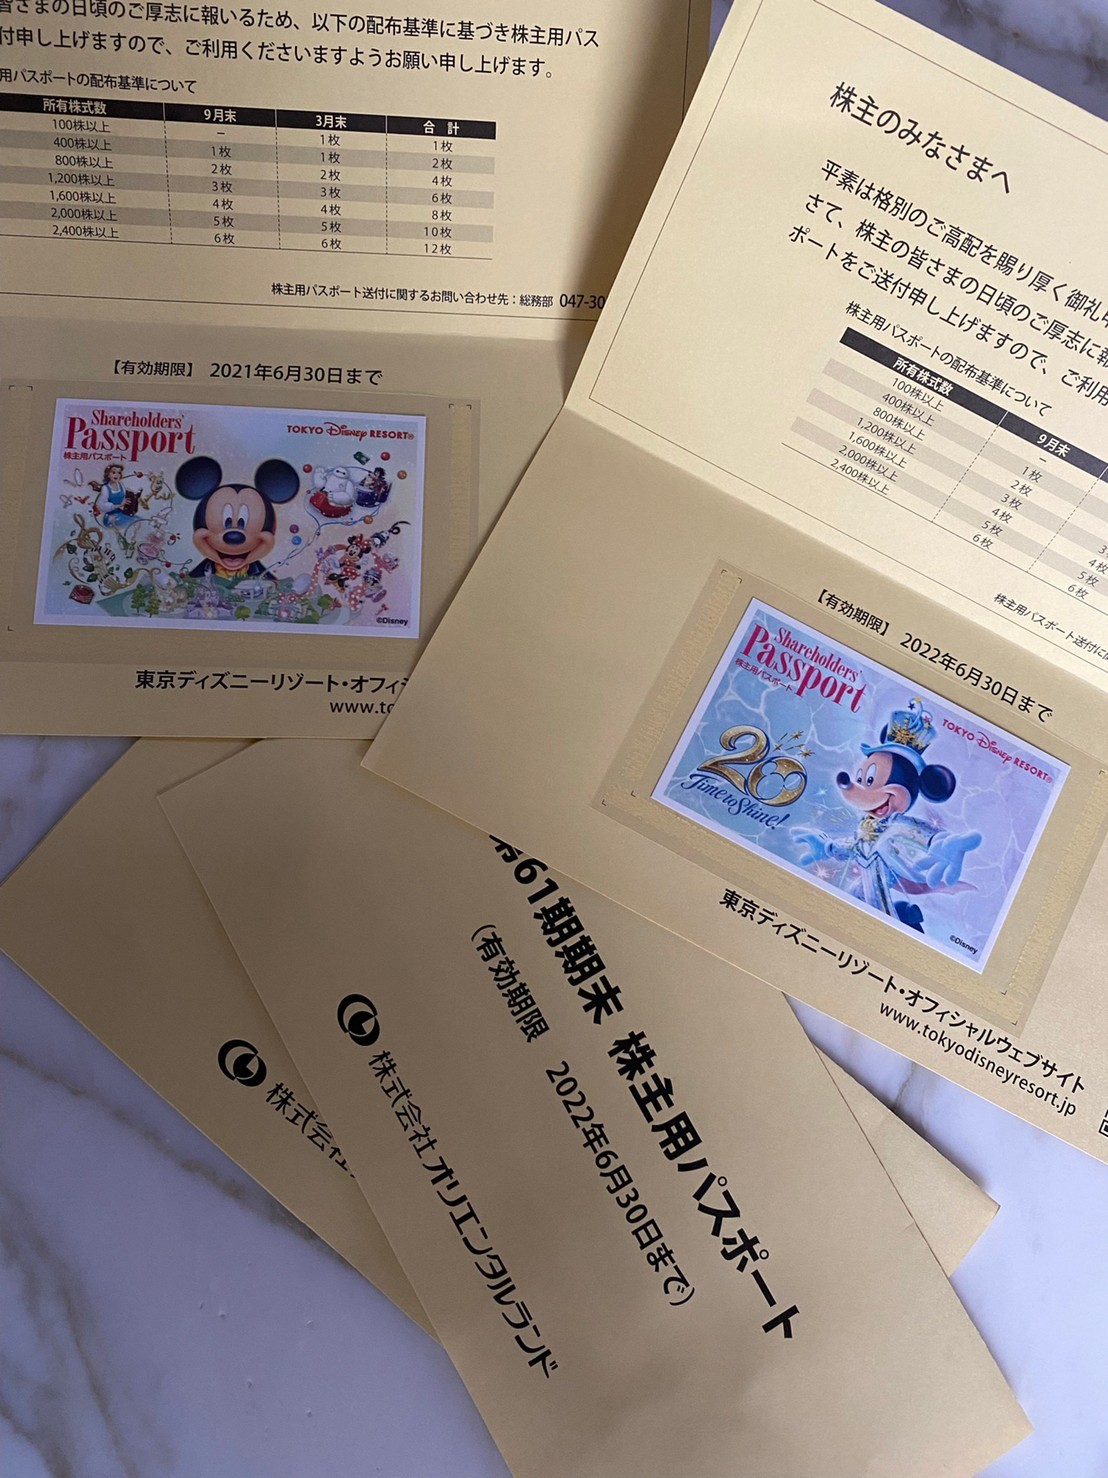 皆さまの日頃のご厚志に報いるため、以下の配布基準に基づき株主用パス
付申し上げますので、ご利用くださいますようお願い申し上げます。
用パスポートの配布基準について
所有株式数 9月末 3月末 合 計
100株以上 － 1枚 1枚
400株以上 1枚 1枚 2枚
800株以上 2枚 2枚 4枚
1,200株以上 3枚 3枚 6枚
1,600株以上 4枚 4枚 8枚
2,000株以上 5枚 5枚 10枚
2,400株以上 6枚 6枚 12枚
株主用パスポート送付に関するお問い合わせ先：総務部 047-30
【有効期限】 2021年6月30日まで
Shareholders'
Passport
株主用パスポート
TOKYO Disney RESORT®
©Disney
東京ディズニーリゾート・オフィ
www.to
株主のみなさまへ
平素は格別のご高配を賜り厚く御礼申
さて、株主の皆さまの日頃のご厚志に報
ポートをご送付申し上げますので、ご利用
株主用パスポートの配布基準について
所有株式数 9月末
100株以上 －
400株以上 1枚
800株以上 2枚
1,200株以上 3枚 3
1,600株以上 4枚 4枚
2,000株以上 5枚 5枚
2,400株以上 6枚 6枚
株主用パスポート送付に関
【有効期限】 2022年6月30日まで
Shareholders'
Passport
株主用パスポート
TOKYO Disney RESORT®
20
Time to Shine!
©Disney
東京ディズニーリゾート・オフィシャルウェブサイト
www.tokyodisneyresort.jp
第61期期末 株主用パスポート
(有効期限 2022年6月30日まで)
株式会社 オリエンタルランド
株式会社